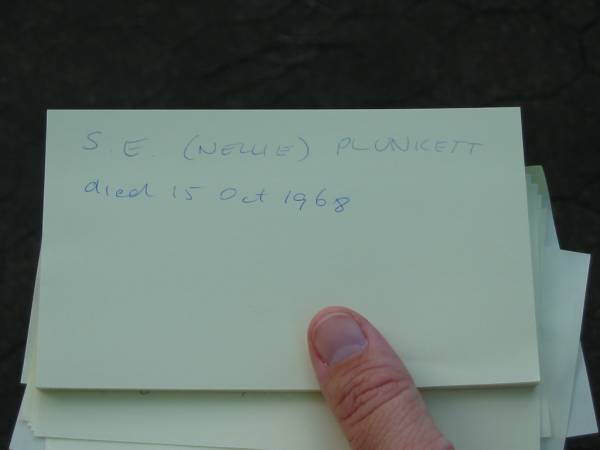 S. E. (NELLIE) PLUNKETT
died 15 Oct 1968